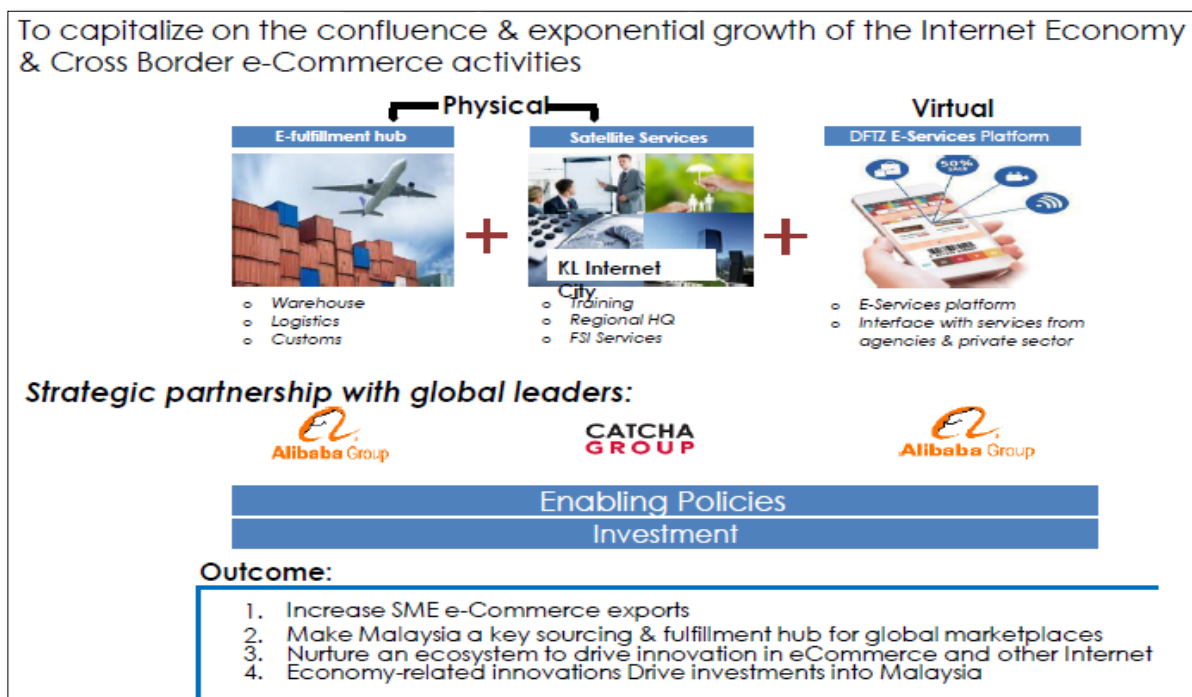 To capitalize on the confluence & exponential growth of the Internet Economy
& Cross Border e-Commerce activities
Physical
Virtual
E-fulfillment hub
Satellite Services
DFTZ E-Services Platform
50%
SALE
+
+
KL Internet
City
o Warehouse
o Logistics
o Customs
o Training
o Regional HQ
o FSI Services
o E-Services platform
o Interface with services from
agencies & private sector
Strategic partnership with global leaders:
Alibaba Group
CATCHA
GROUP
Alibaba Group
Enabling Policies
Investment
Outcome:
1. Increase SME e-Commerce exports
2. Make Malaysia a key sourcing & fulfillment hub for global marketplaces
3. Nurture an ecosystem to drive innovation in eCommerce and other Internet
4. Economy-related innovations Drive investments into Malaysia